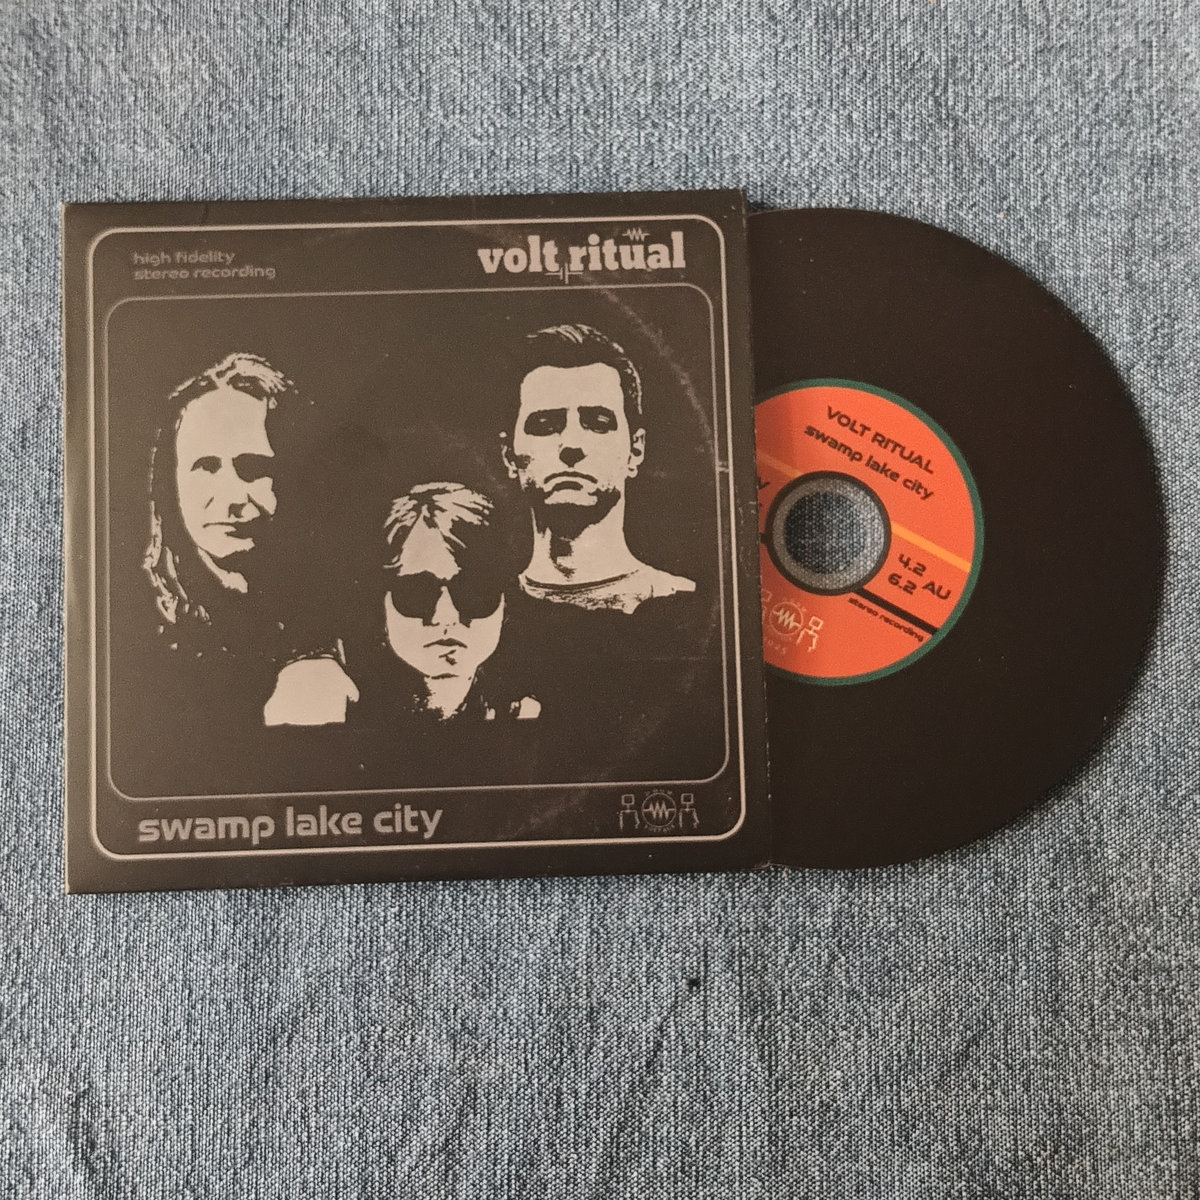 high fidelity
stereo recording
volt ritual
swamp lake city
VOLT RITUAL
swamp lake city
4.2 AU
6.2
stereo recording